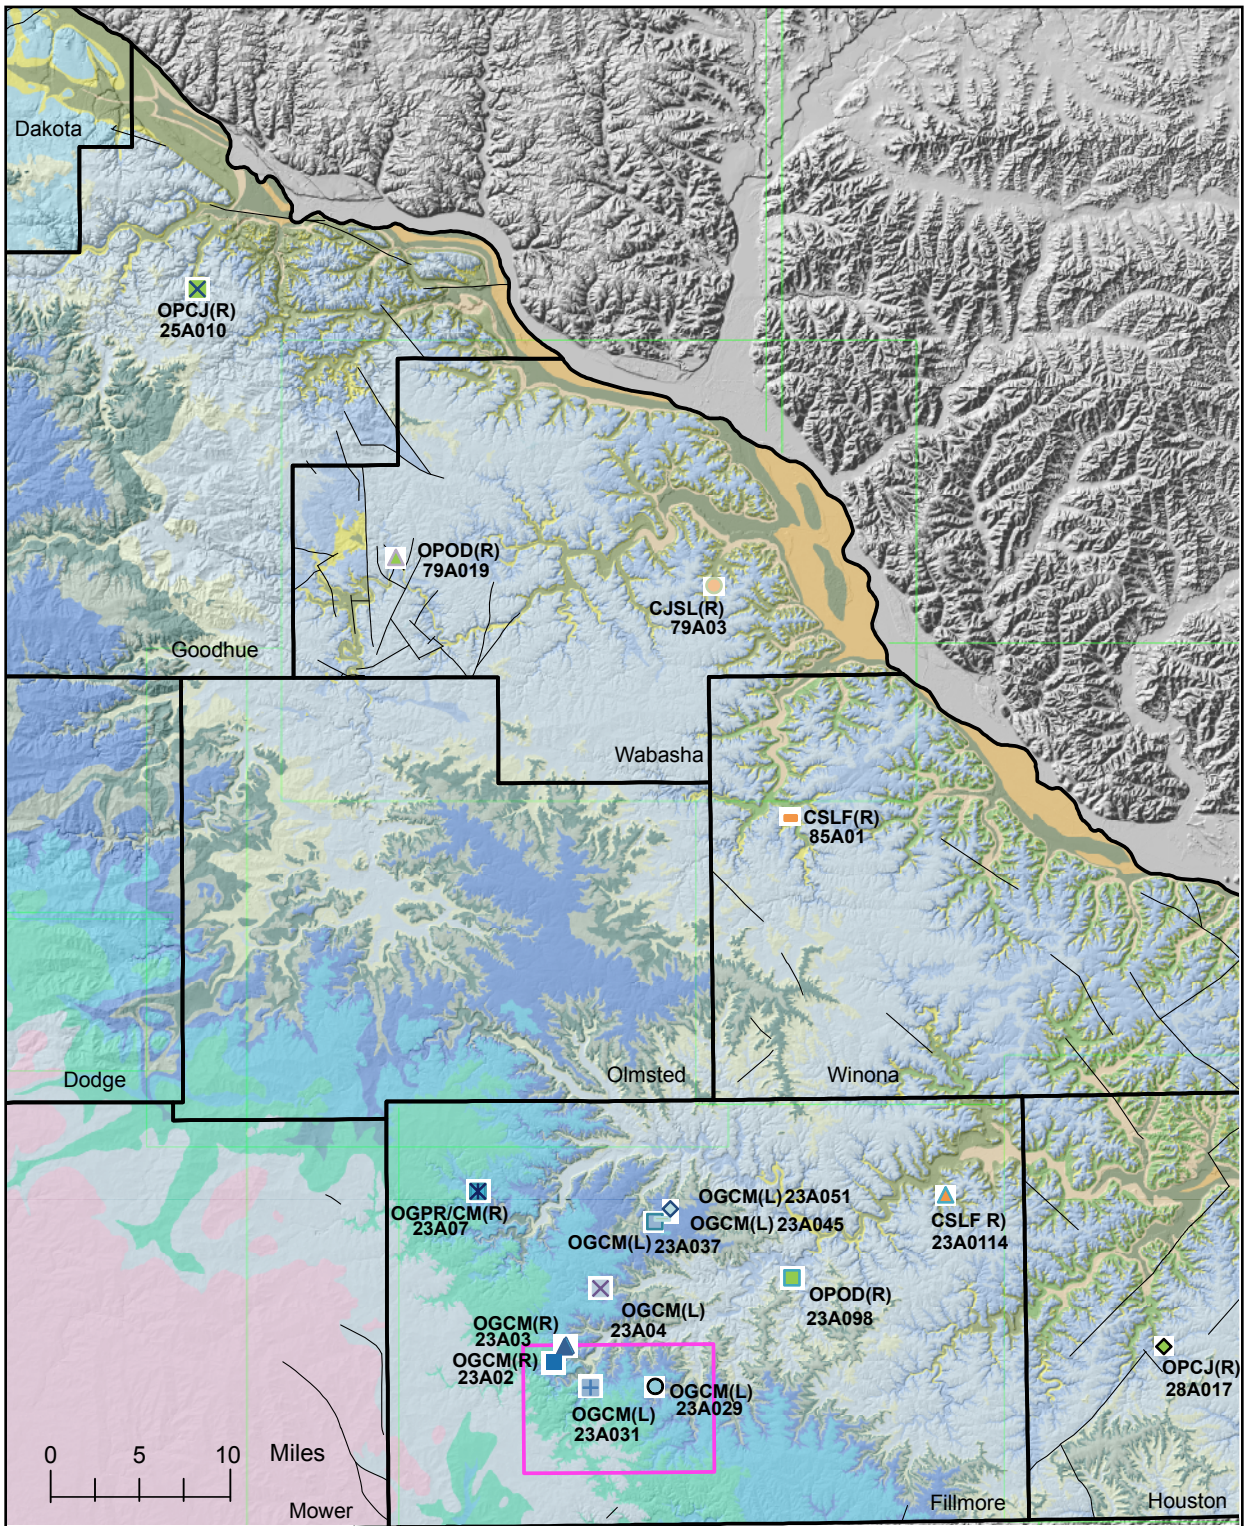 Dakota
OPCJ(R)
25A010
OPOD(R)
79A019
CJSL(R)
79A03
Goodhue
Wabasha
CSLF(R)
85A01
Dodge
Olmsted
Winona
OGPR/CM(R)
23A07
OGCM(L) 23A051
OGCM(L) 23A045
OGCM(L) 23A037
CSLF R)
23A0114
OPOD(R)
23A098
OGCM(L)
23A04
OGCM(R)
23A03
OGCM(R)
23A02
OGCM(L)
23A029
OGCM(L)
23A031
OPCJ(R)
28A017
0 5 10
Miles
Mower
Fillmore
Houston